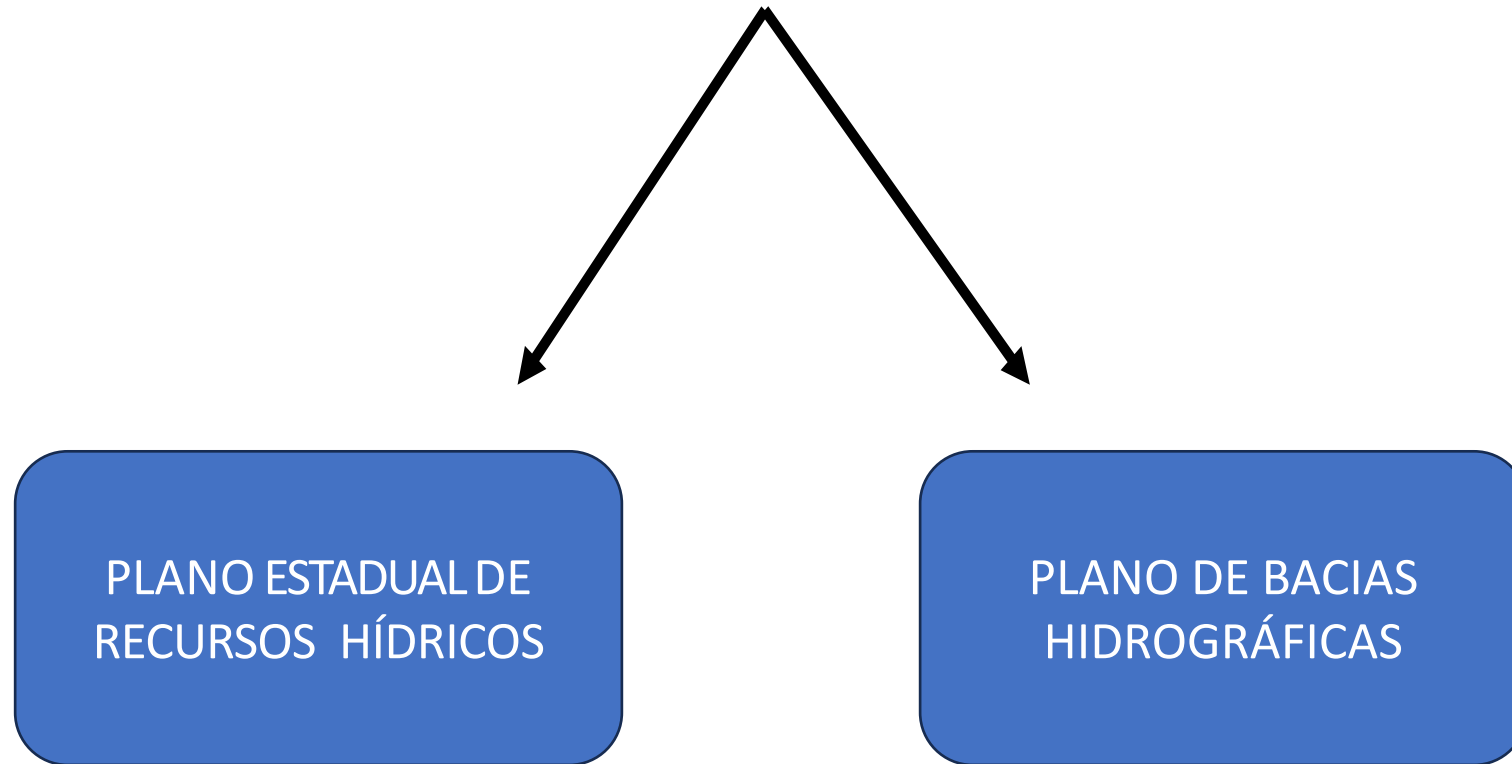 PLANO ESTADUAL DE
RECURSOS HÍDRICOS
PLANO DE BACIAS
HIDROGRÁFICAS